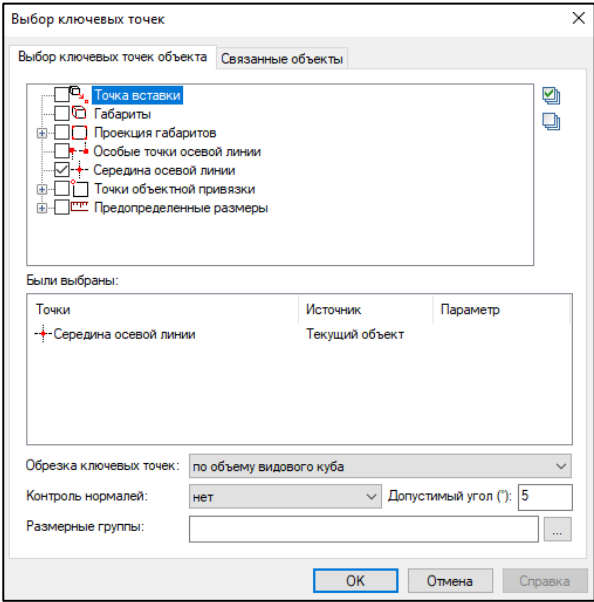 Выбор ключевых точек
Выбор ключевых точек объекта Связанные объекты
Точка вставки
Габариты
Проекция габаритов
Особые точки осевой линии
Середина осевой линии
Точки объектной привязки
Предопределенные размеры
Были выбраны:
Точки Источник Параметр
Середина осевой линии Текущий объект
Обрезка ключевых точек: по объему видового куба
Контроль нормалей: нет Допустимый угол (°): 5
Размерные группы: ...
OK Отмена Справка